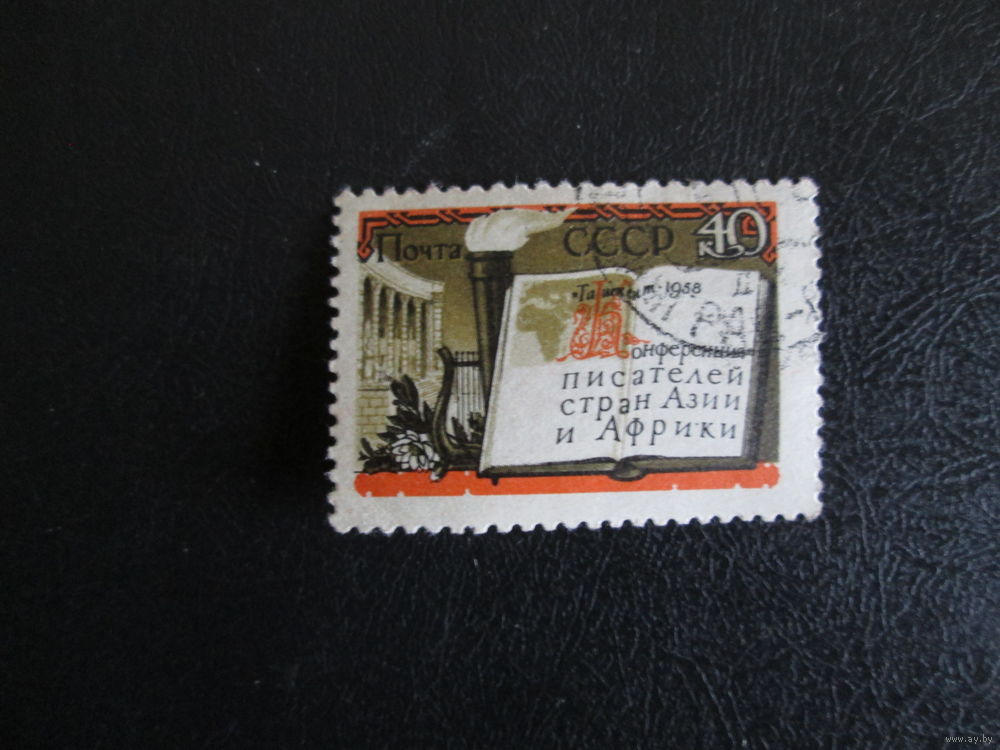 Почта СССР 40 к
Ташкент·1958
Конференция
писателей
стран Азии
и Африки
www.ay.by